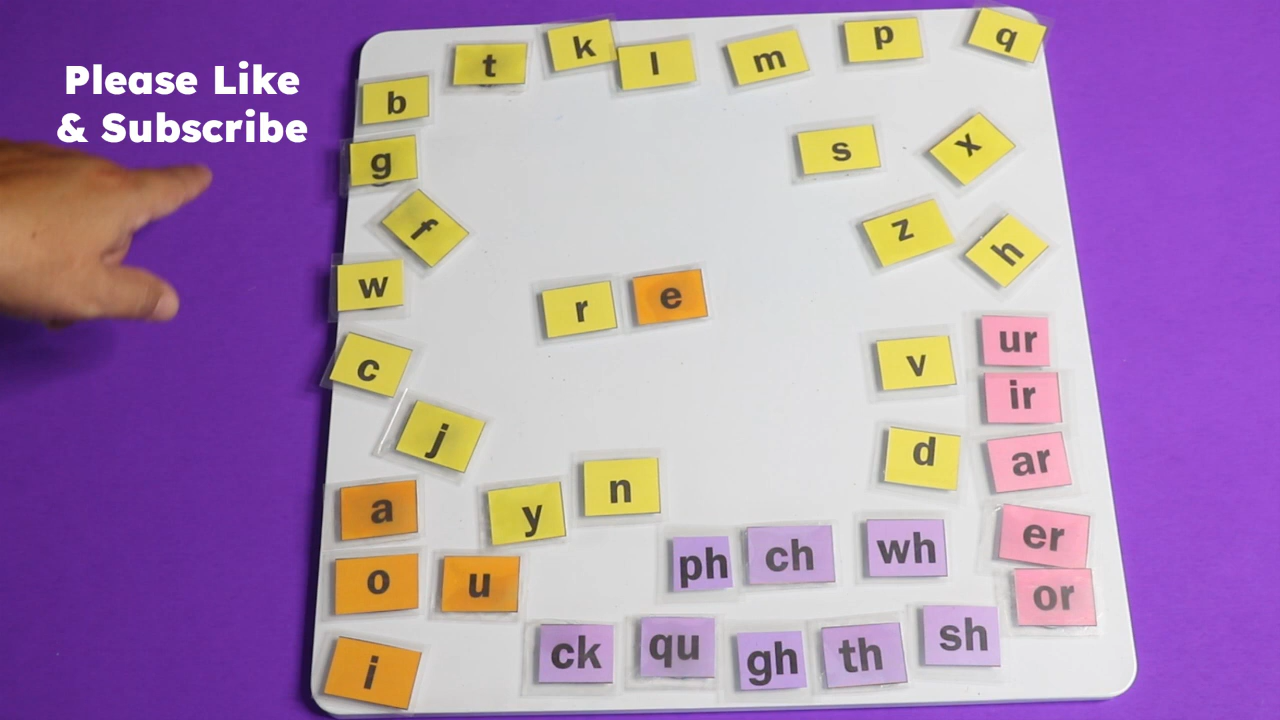 Please Like
& Subscribe
t k l m p q
b
g s x
f z h
w
r e
c v ur
ir
j d ar
a y n
er
o u ph ch wh or
i ck qu gh th sh